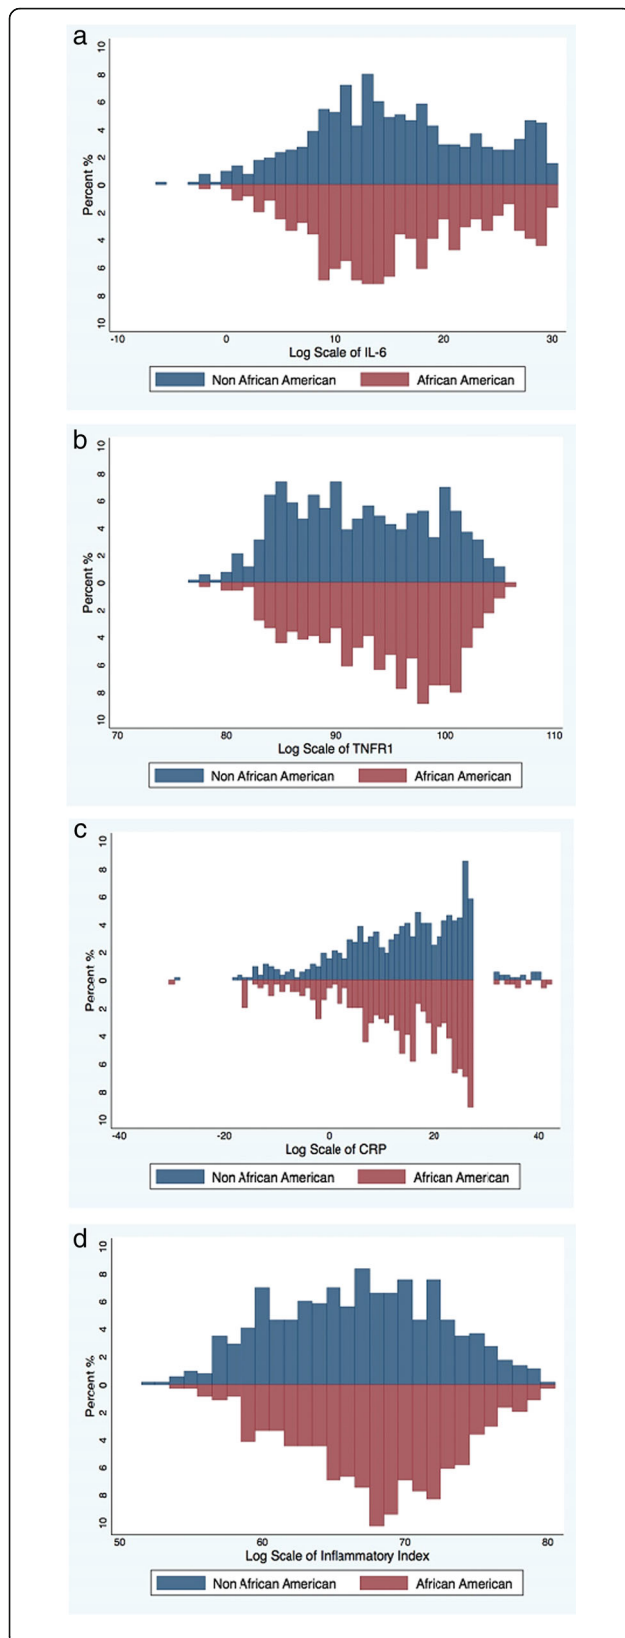 a
Percent %
10
8
6
4
2
0
2
4
6
8
10
-10 0 10 20 30
Log Scale of IL-6
Non African American African American
b
Percent %
10
8
6
4
2
0
2
4
6
8
10
70 80 90 100 110
Log Scale of TNFR1
Non African American African American
c
Percent %
10
8
6
4
2
0
2
4
6
8
10
-40 -20 0 20 40
Log Scale of CRP
Non African American African American
d
Percent %
10
8
6
4
2
0
2
4
6
8
10
50 60 70 80
Log Scale of Inflammatory Index
Non African American African American